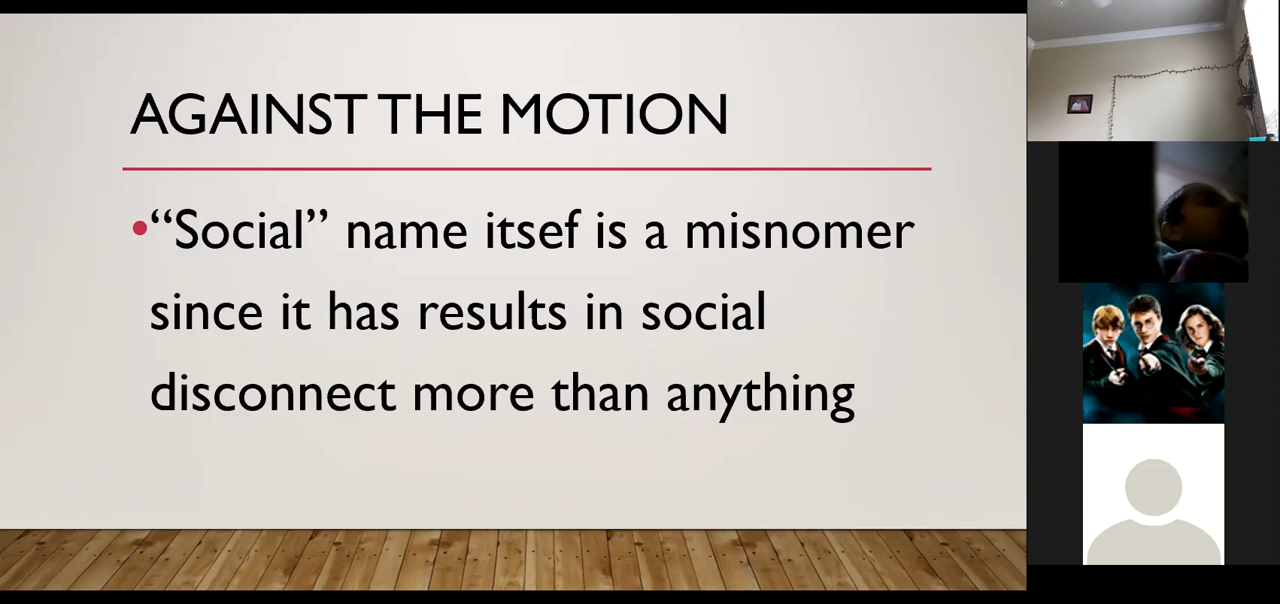 AGAINST THE MOTION
•“Social” name itsef is a misnomer
since it has results in social
disconnect more than anything